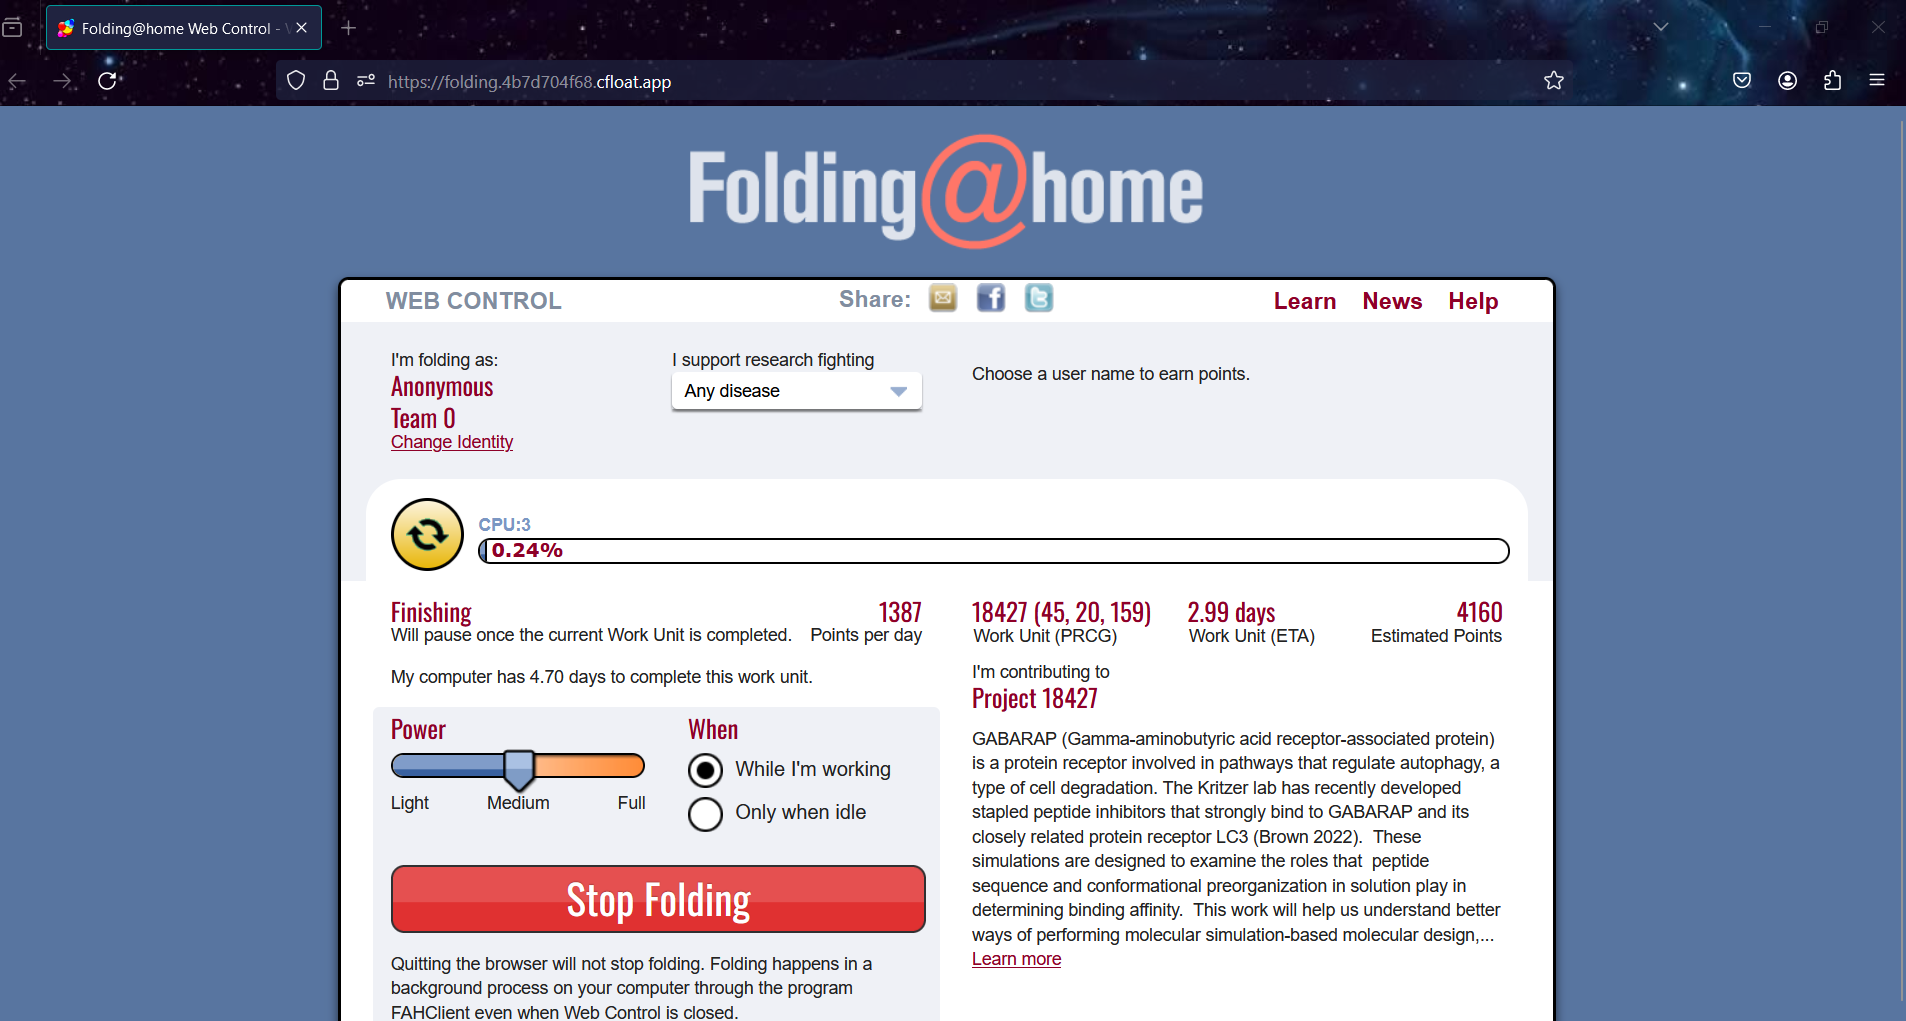 Folding@home Web Control -
https://folding.4b7d704f68.cfloat.app
Folding@home
WEB CONTROL
Share:
Learn News Help
I'm folding as:
Anonymous
Team 0
Change Identity
I support research fighting
Any disease
Choose a user name to earn points.
CPU:3
0.24%
Finishing
Will pause once the current Work Unit is completed.
1387
Points per day
My computer has 4.70 days to complete this work unit.
Power
Light Medium Full
When
While I'm working
Only when idle
Stop Folding
Quitting the browser will not stop folding. Folding happens in a
background process on your computer through the program
FAHClient even when Web Control is closed.
18427 (45, 20, 159)
Work Unit (PRCG)
2.99 days
Work Unit (ETA)
4160
Estimated Points
I'm contributing to
Project 18427
GABARAP (Gamma-aminobutyric acid receptor-associated protein)
is a protein receptor involved in pathways that regulate autophagy, a
type of cell degradation. The Kritzer lab has recently developed
stapled peptide inhibitors that strongly bind to GABARAP and its
closely related protein receptor LC3 (Brown 2022).  These
simulations are designed to examine the roles that  peptide
sequence and conformational preorganization in solution play in
determining binding affinity.  This work will help us understand better
ways of performing molecular simulation-based molecular design,...
Learn more